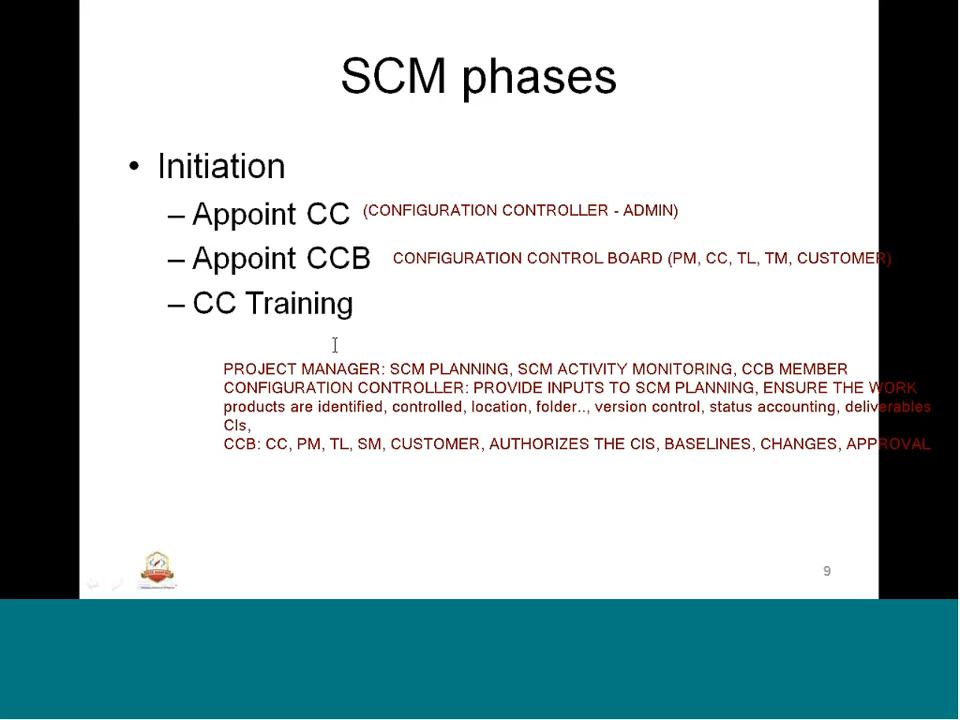 SCM phases
• Initiation
– Appoint CC (CONFIGURATION CONTROLLER - ADMIN)
– Appoint CCB CONFIGURATION CONTROL BOARD (PM, CC, TL, TM, CUSTOMER)
– CC Training
PROJECT MANAGER: SCM PLANNING, SCM ACTIVITY MONITORING, CCB MEMBER
CONFIGURATION CONTROLLER: PROVIDE INPUTS TO SCM PLANNING, ENSURE THE WORK
products are identified, controlled, location, folder.., version control, status accounting, deliverables
CIs,
CCB: CC, PM, TL, SM, CUSTOMER, AUTHORIZES THE CIS, BASELINES, CHANGES, APPROVAL
9